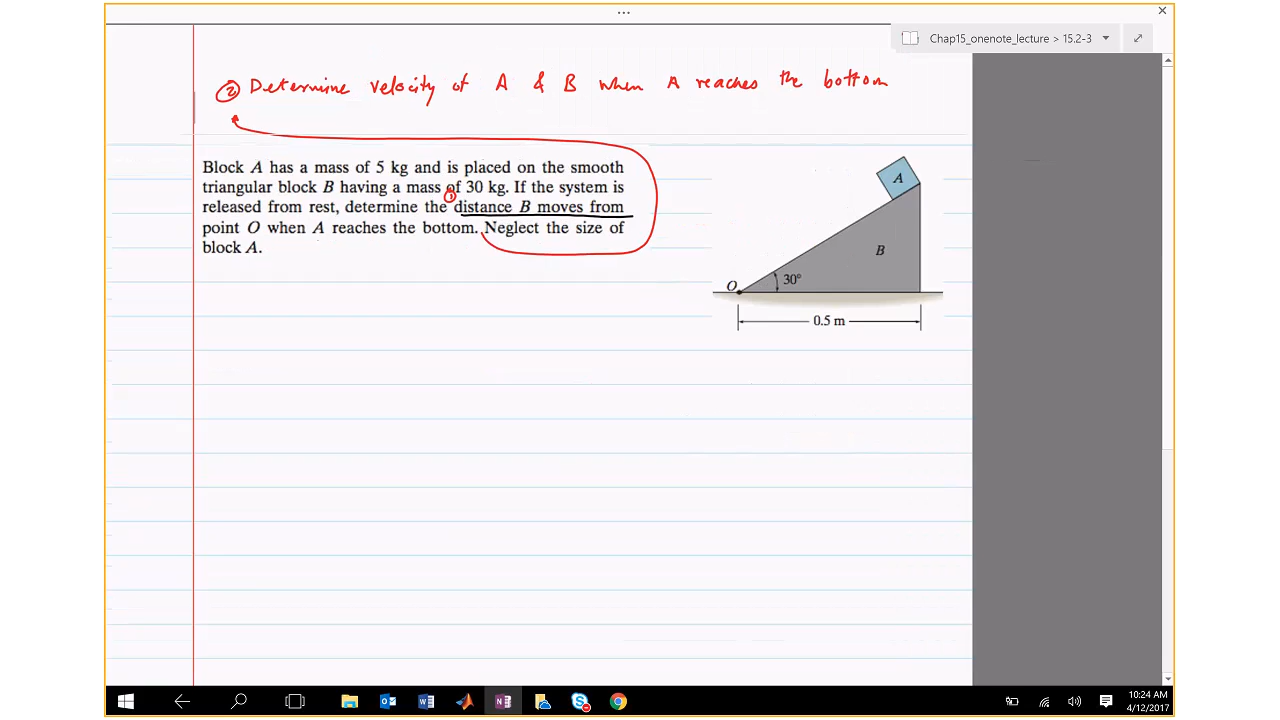 ...
Chap15_onenote_lecture > 15.2-3
② Determine velocity of A & B when A reaches the bottom
Block A has a mass of 5 kg and is placed on the smooth
triangular block B having a mass of 30 kg. If the system is
①
released from rest, determine the distance B moves from
point O when A reaches the bottom. Neglect the size of
block A.
A
B
O
30°
0.5 m
10:24 AM
4/12/2017